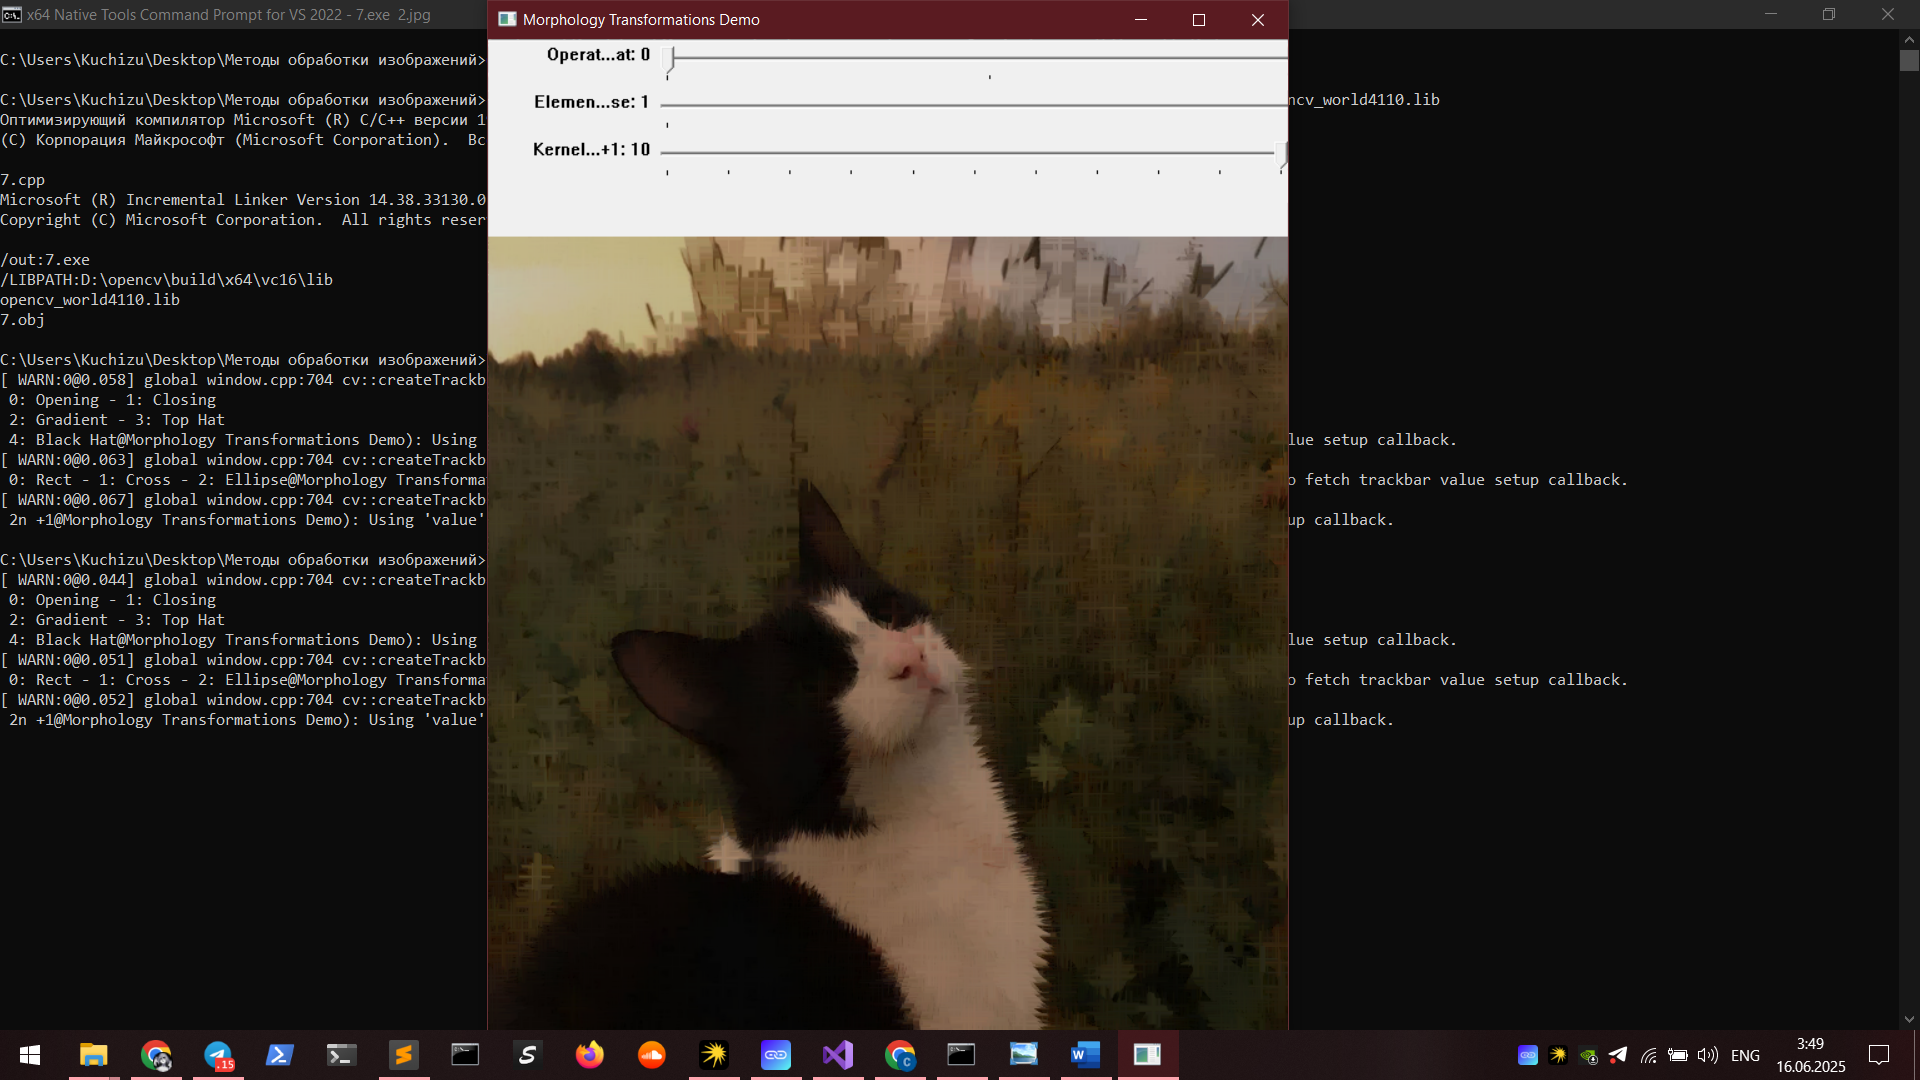 x64 Native Tools Command Prompt for VS 2022 - 7.exe  2.jpg
C:\Users\Kuchizu\Desktop\Методы обработки изображений>
C:\Users\Kuchizu\Desktop\Методы обработки изображений>
ncv_world4110.lib
Оптимизирующий компилятор Microsoft (R) C/C++ версии 1
(C) Корпорация Майкрософт (Microsoft Corporation).  Вс
7.cpp
Microsoft (R) Incremental Linker Version 14.38.33130.0
Copyright (C) Microsoft Corporation.  All rights reser
/out:7.exe
/LIBPATH:D:\opencv\build\x64\vc16\lib
opencv_world4110.lib
7.obj
C:\Users\Kuchizu\Desktop\Методы обработки изображений>
[ WARN:0@0.058] global window.cpp:704 cv::createTrackb
0: Opening - 1: Closing
2: Gradient - 3: Top Hat
4: Black Hat@Morphology Transformations Demo): Using
lue setup callback.
[ WARN:0@0.063] global window.cpp:704 cv::createTrackb
0: Rect - 1: Cross - 2: Ellipse@Morphology Transforma
o fetch trackbar value setup callback.
[ WARN:0@0.067] global window.cpp:704 cv::createTrackb
2n +1@Morphology Transformations Demo): Using 'value'
up callback.
C:\Users\Kuchizu\Desktop\Методы обработки изображений>
[ WARN:0@0.044] global window.cpp:704 cv::createTrackb
0: Opening - 1: Closing
2: Gradient - 3: Top Hat
4: Black Hat@Morphology Transformations Demo): Using
lue setup callback.
[ WARN:0@0.051] global window.cpp:704 cv::createTrackb
0: Rect - 1: Cross - 2: Ellipse@Morphology Transforma
o fetch trackbar value setup callback.
[ WARN:0@0.052] global window.cpp:704 cv::createTrackb
2n +1@Morphology Transformations Demo): Using 'value'
up callback.
Morphology Transformations Demo
Operat...at: 0
Elemen...se: 1
Kernel...+1: 10
.15
ENG
3:49
16.06.2025